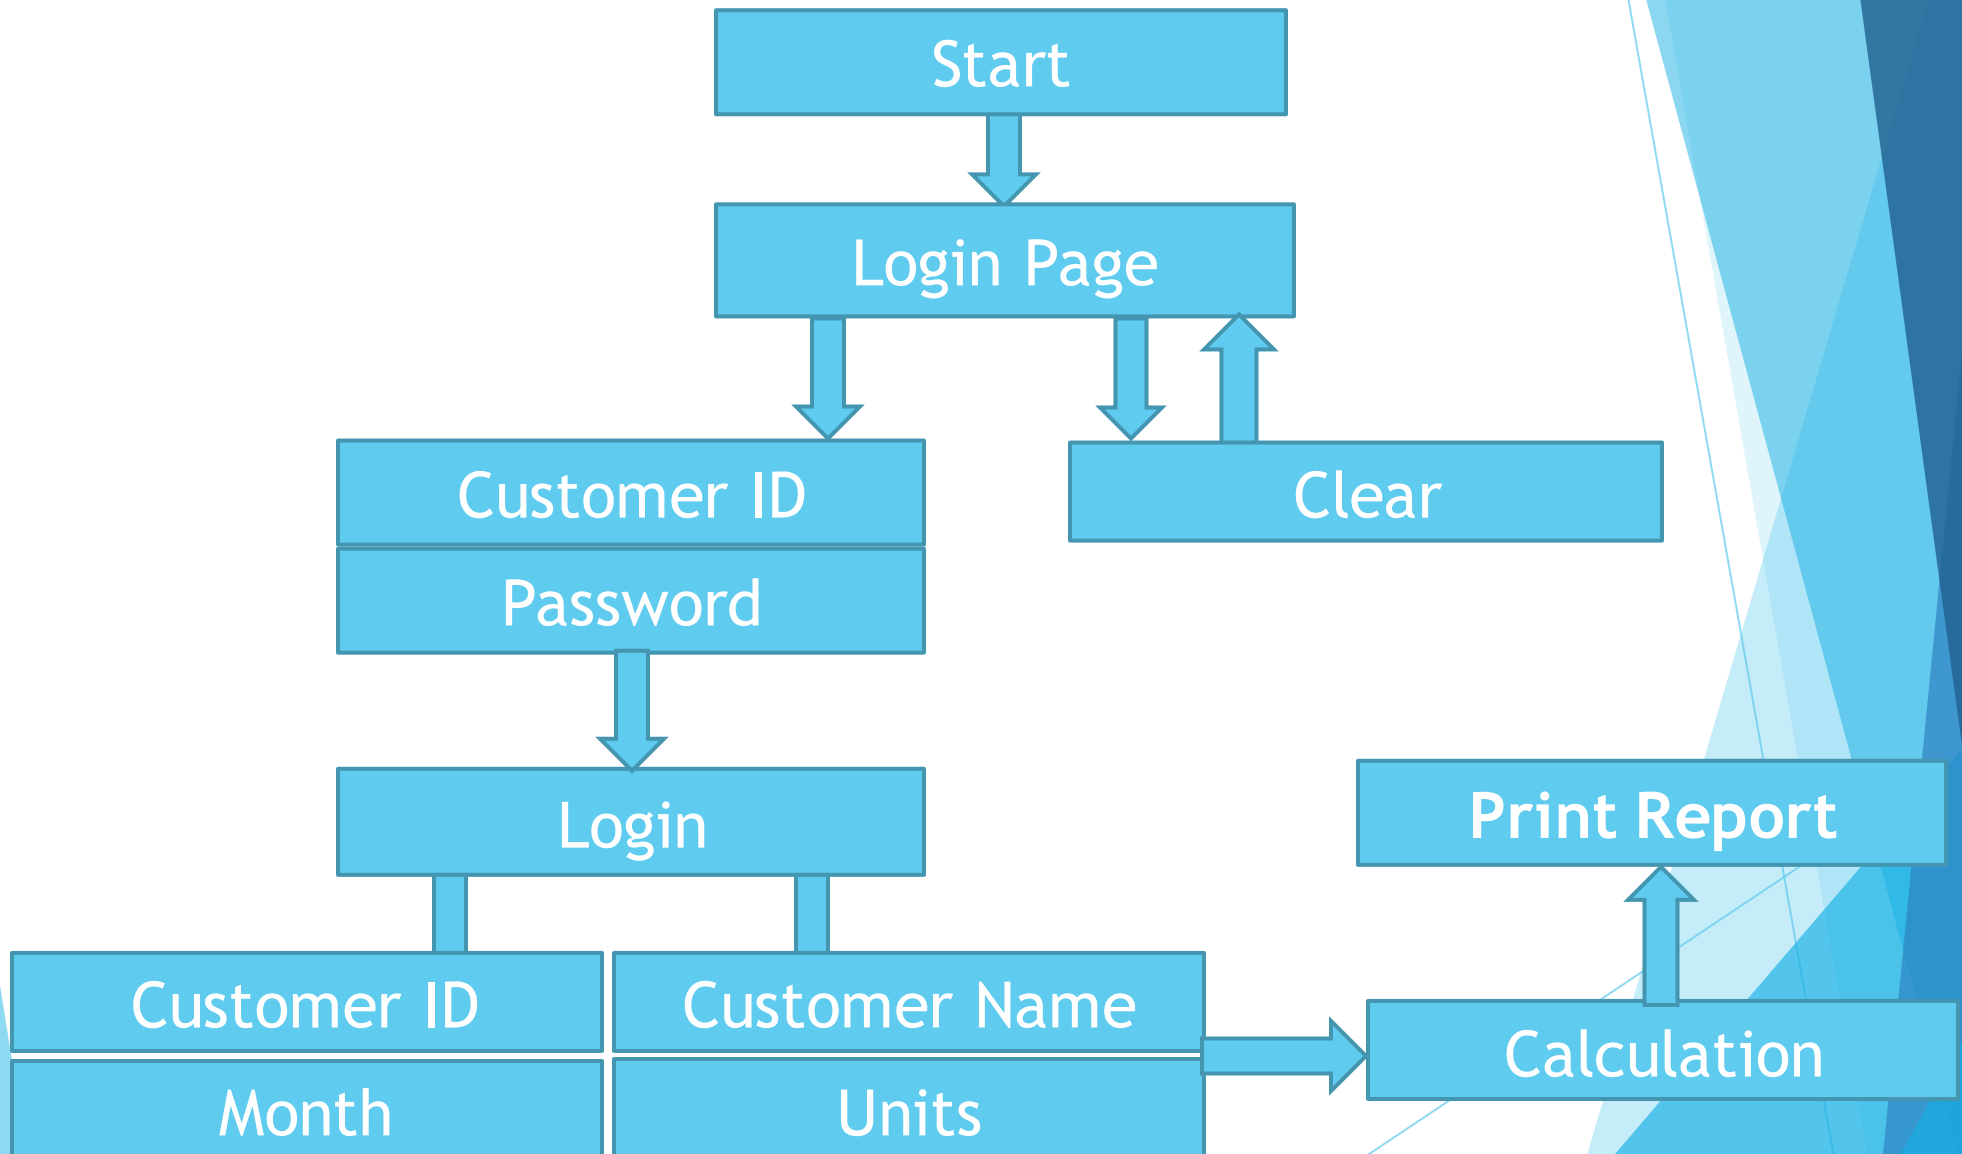 Start
Login Page
Customer ID
Clear
Password
Login
Print Report
Customer ID
Customer Name
Calculation
Month
Units